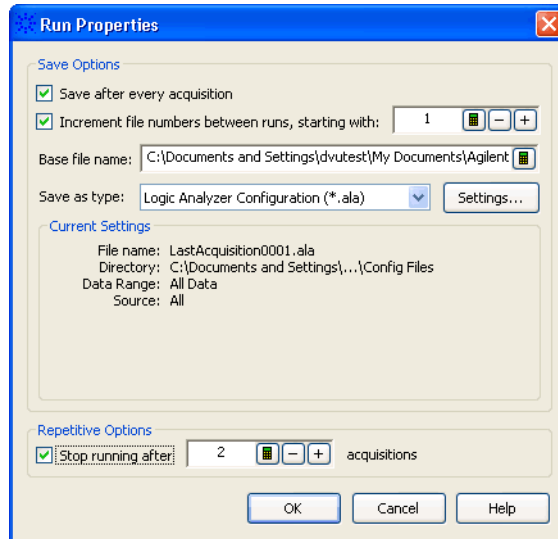 Run Properties
Save Options
Save after every acquisition
Increment file numbers between runs, starting with: 1
Base file name: C:\Documents and Settings\dvutest\My Documents\Agilent
Save as type: Logic Analyzer Configuration (*.ala) Settings...
Current Settings
File name: LastAcquisition0001.ala
Directory: C:\Documents and Settings\...\Config Files
Data Range: All Data
Source: All
Repetitive Options
Stop running after 2 acquisitions
OK Cancel Help